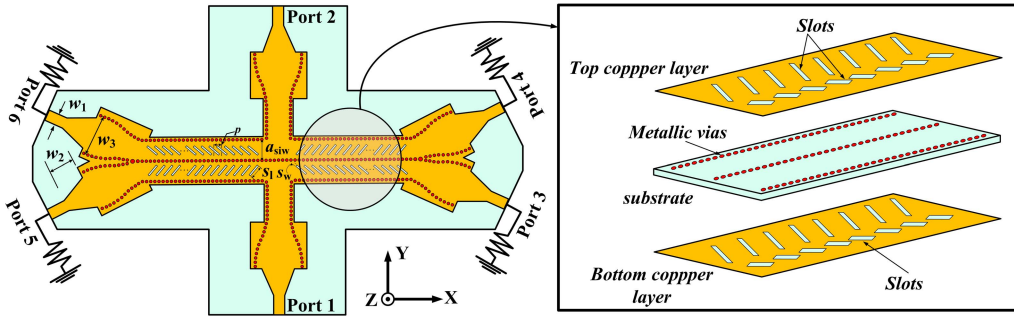 Port 2
Port 6
Port 4
w1
w3
w2
p
asiw
s1 sw
Port 5
Port 3
Y
Z
X
Port 1
Slots
Top coppper layer
Metallic vias
substrate
Bottom coppper
layer
Slots